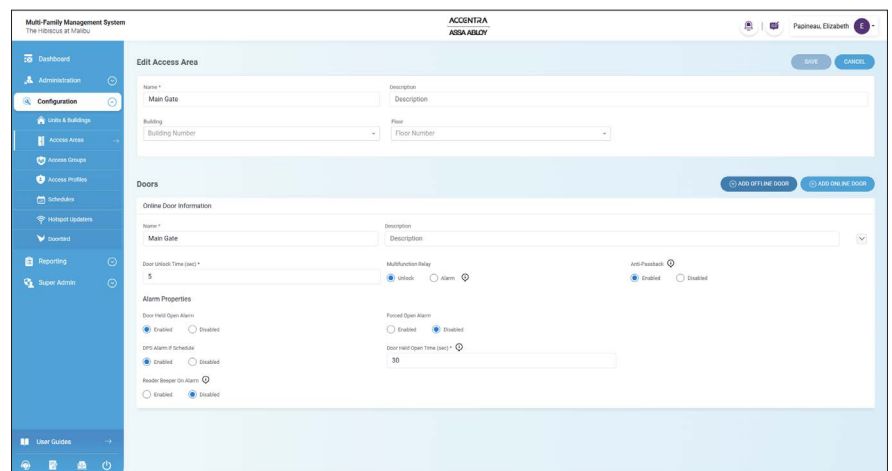 Multi-Family Management System
The Hibiscus at Malibu
ACCENTRA
ASSA ABLOY
Papineau, Elizabeth E
Dashboard
Administration
Configuration
Units & Buildings
Access Areas
Access Groups
Access Profiles
Schedules
Hotspot Updaters
DoorBird
Reporting
Super Admin
User Guides
Edit Access Area
SAVE CANCEL
Name * Description
Main Gate Description
Building Floor
Building Number Floor Number
Doors
ADD OFFLINE DOOR ADD ONLINE DOOR
Online Door Information
Name * Description
Main Gate Description
Door Unlock Time (sec) * Multifunction Relay Anti-Passback
5 Unlock Alarm Enabled Disabled
Alarm Properties
Door Held Open Alarm Forced Open Alarm
Enabled Disabled Enabled Disabled
DPS Alarm If Schedule Door Held Open Time (sec) *
Enabled Disabled 30
Reader Beeper On Alarm
Enabled Disabled